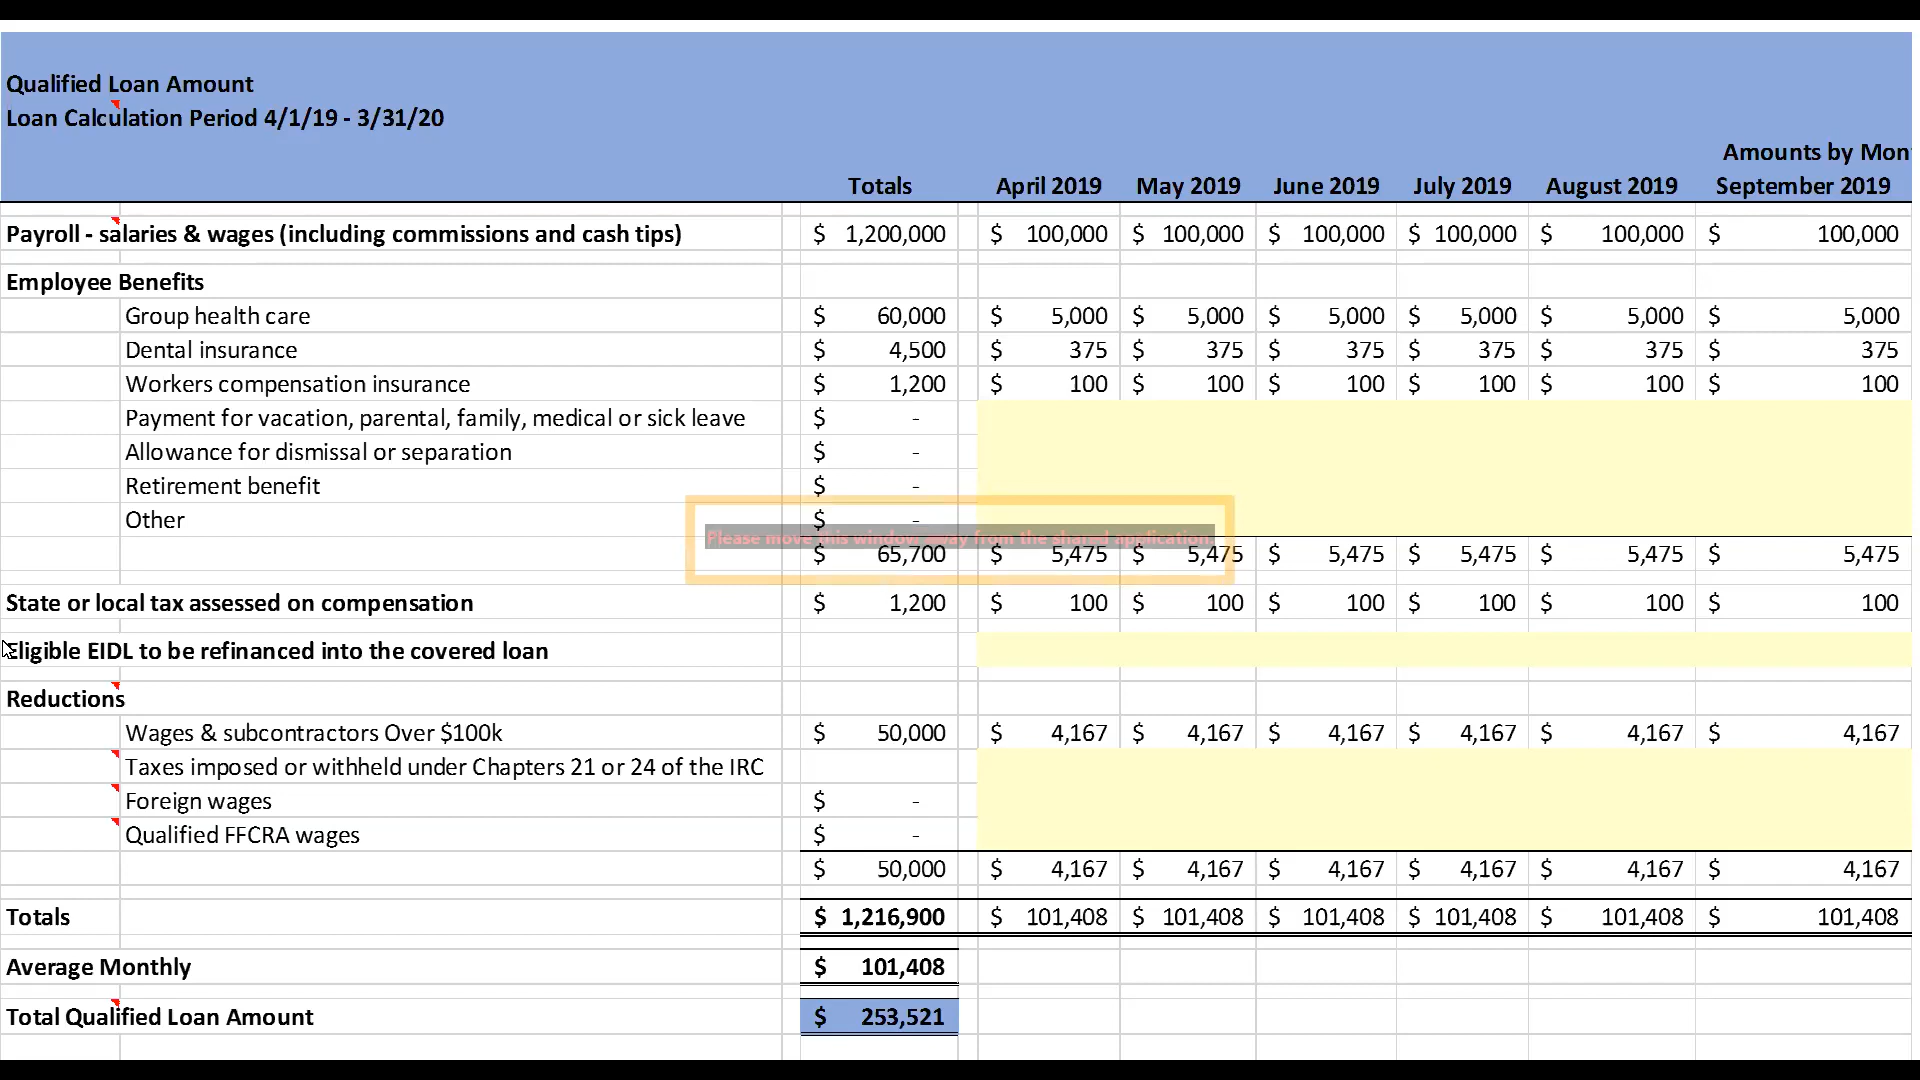 Qualified Loan Amount
Loan Calculation Period 4/1/19 - 3/31/20
Amounts by Mon
Totals April 2019 May 2019 June 2019 July 2019 August 2019 September 2019
Payroll - salaries & wages (including commissions and cash tips) $ 1,200,000 $ 100,000 $ 100,000 $ 100,000 $ 100,000 $ 100,000 $ 100,000
Employee Benefits
Group health care $ 60,000 $ 5,000 $ 5,000 $ 5,000 $ 5,000 $ 5,000 $ 5,000
Dental insurance $ 4,500 $ 375 $ 375 $ 375 $ 375 $ 375 $ 375
Workers compensation insurance $ 1,200 $ 100 $ 100 $ 100 $ 100 $ 100 $ 100
Payment for vacation, parental, family, medical or sick leave $ -
Allowance for dismissal or separation $ -
Retirement benefit $ -
Other $ -
Please move this window away from the shared application.
$ 65,700 $ 5,475 $ 5,475 $ 5,475 $ 5,475 $ 5,475 $ 5,475
State or local tax assessed on compensation $ 1,200 $ 100 $ 100 $ 100 $ 100 $ 100 $ 100
Eligible EIDL to be refinanced into the covered loan
Reductions
Wages & subcontractors Over $100k $ 50,000 $ 4,167 $ 4,167 $ 4,167 $ 4,167 $ 4,167 $ 4,167
Taxes imposed or withheld under Chapters 21 or 24 of the IRC
Foreign wages $ -
Qualified FFCRA wages $ -
$ 50,000 $ 4,167 $ 4,167 $ 4,167 $ 4,167 $ 4,167 $ 4,167
Totals $ 1,216,900 $ 101,408 $ 101,408 $ 101,408 $ 101,408 $ 101,408 $ 101,408
Average Monthly $ 101,408
Total Qualified Loan Amount $ 253,521